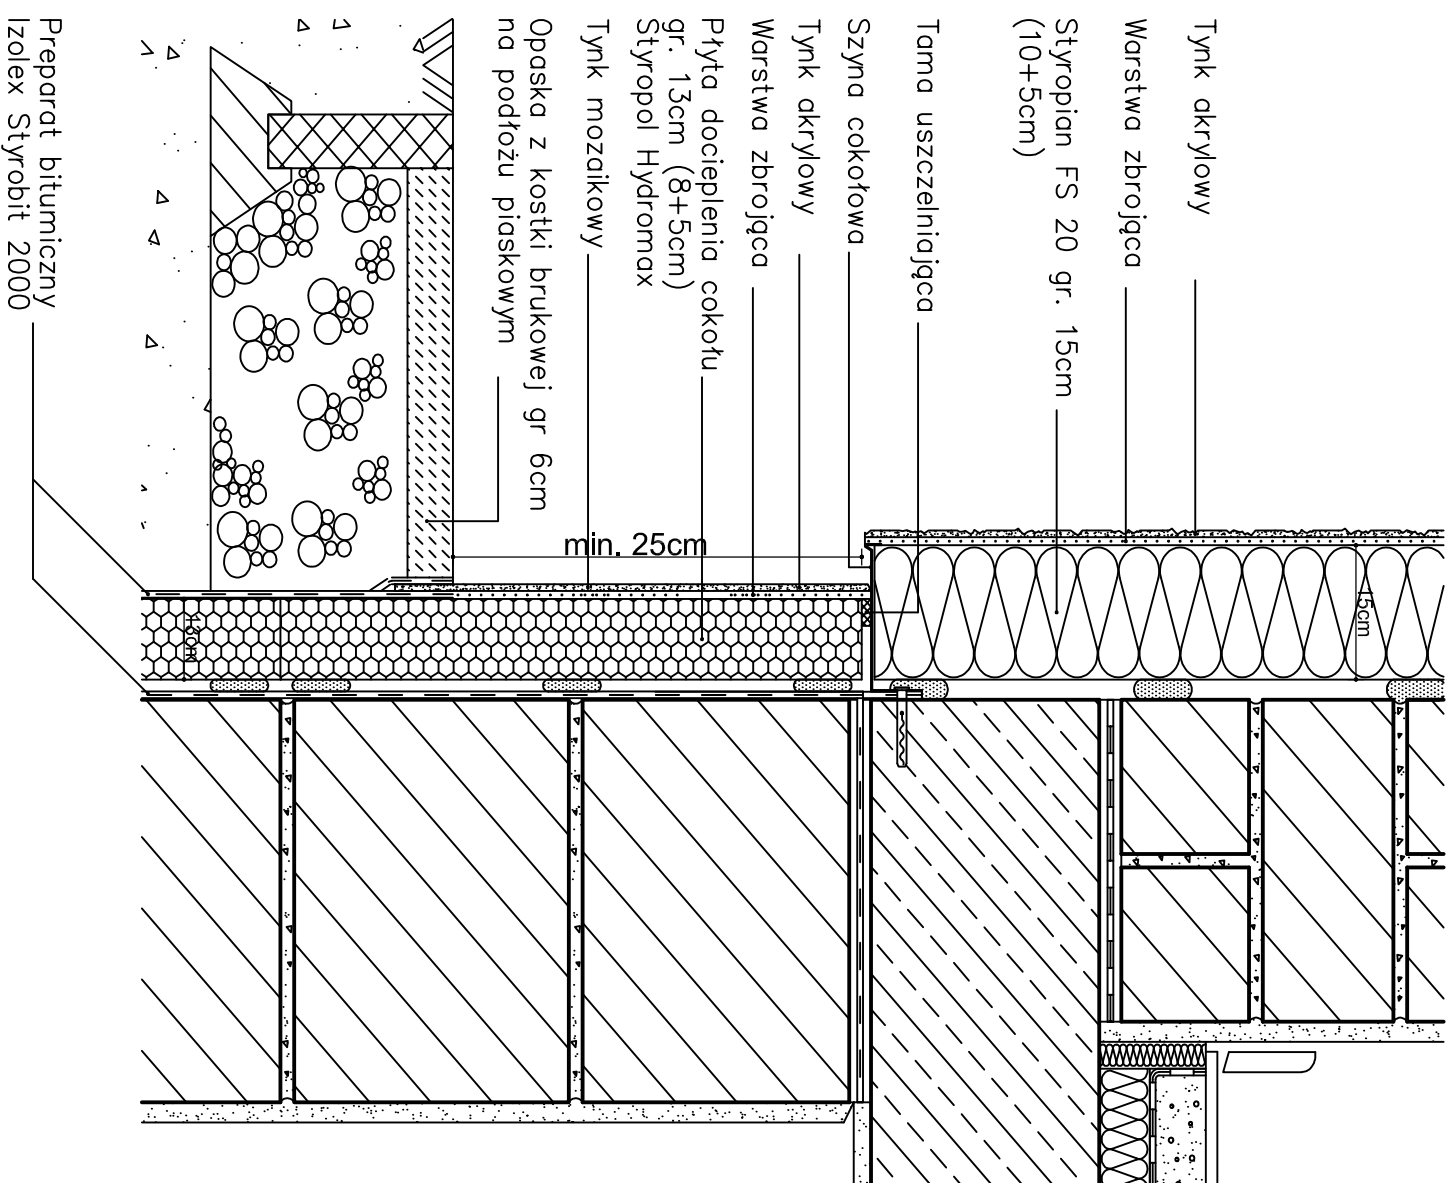 Tynk akrylowy
Warstwa zbrojąca
Styropian FS 20 gr. 15cm
(10+5cm)
Tama uszczelniająca
Szyna cokołowa
Tynk akrylowy
Warstwa zbrojąca
Płyta docieplenia cokołu
gr. 13cm (8+5cm)
Styropol Hydromax
Tynk mozaikowy
Opaska z kostki brukowej gr 6cm
na podłożu piaskowym
Preparat bitumiczny
Izolex Styrobit 2000
min. 25cm
15cm
13cm